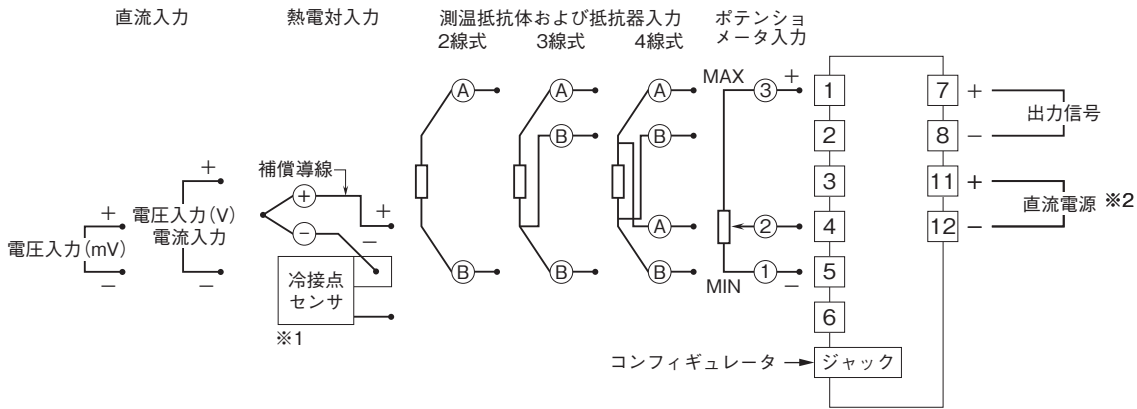 直流入力
熱電対入力
測温抵抗体および抵抗器入力
2線式
3線式
4線式
ポテンショ
メータ入力
+
電圧入力(mV)
−
+
電圧入力(V)
電流入力
−
補償導線
+
−
+
−
冷接点
センサ
※1
A
B
A
B
B
A
B
A
B
MAX
3
+
2
1
−
MIN
1
2
3
4
5
6
7
+
8
−
出力信号
11
+
12
−
直流電源 ※2
コンフィギュレータ
ジャック